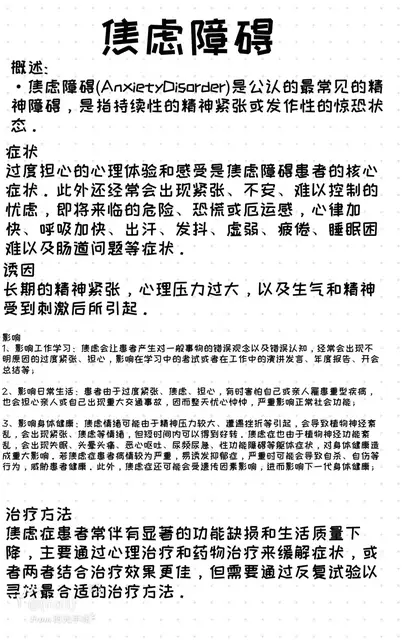 焦虑障碍
概述:
·焦虑障碍(AnxietyDisorder)是公认的最常见的精
神障碍，是指持续性的精神紧张或发作性的惊恐状
态.
症状
过度担心的心理体验和感受是焦虑障碍患者的核心
症状. 此外还经常会出现紧张、不安、难以控制的
忧虑，即将来临的危险、恐慌或厄运感，心律加
快、呼吸加快、出汗、发抖、虚弱、疲倦、睡眠困
难以及肠道问题等症状.
诱因
长期的精神紧张，心理压力过大，以及生气和精神
受到刺激后所引起.
影响
1、影响工作学习: 焦虑会让患者产生对一般事物的错误观念以及错误认知，经常会出现不
明原因的过度紧张、担心，影响在学习中的考试或者在工作中的演讲发言、年度报告、开会
总结等;
2、影响日常生活: 患者由于过度紧张、焦虑、担心，有时害怕自己或亲人罹患重型疾病，
也会担心亲人或自己出现重大交通事故，因而整天忧心忡忡，严重影响正常社会功能;
3、影响身体健康: 焦虑情绪可能由于精神压力较大、遭遇挫折等引起，会导致植物神经紊
乱，会出现紧张、焦虑等情绪，但短时间内可以得到好转，焦虑症也由于植物神经功能紊
乱，会出现失眠、头晕头痛、恶心呕吐、尿频尿急、性功能障碍等躯体症状，对身体健康造
成重大影响. 若焦虑症患者病情较为严重，易诱发抑郁症，严重时可能会导致自杀、自伤等
行为，威胁患者健康. 此外，焦虑症还可能会受遗传因素影响，进而影响下一代身体健康;
治疗方法
焦虑症患者常伴有显著的功能缺损和生活质量下
降，主要通过心理治疗和药物治疗来缓解症状，或
者两者结合治疗效果更佳，但需要通过反复试验以
寻找最合适的治疗方法.